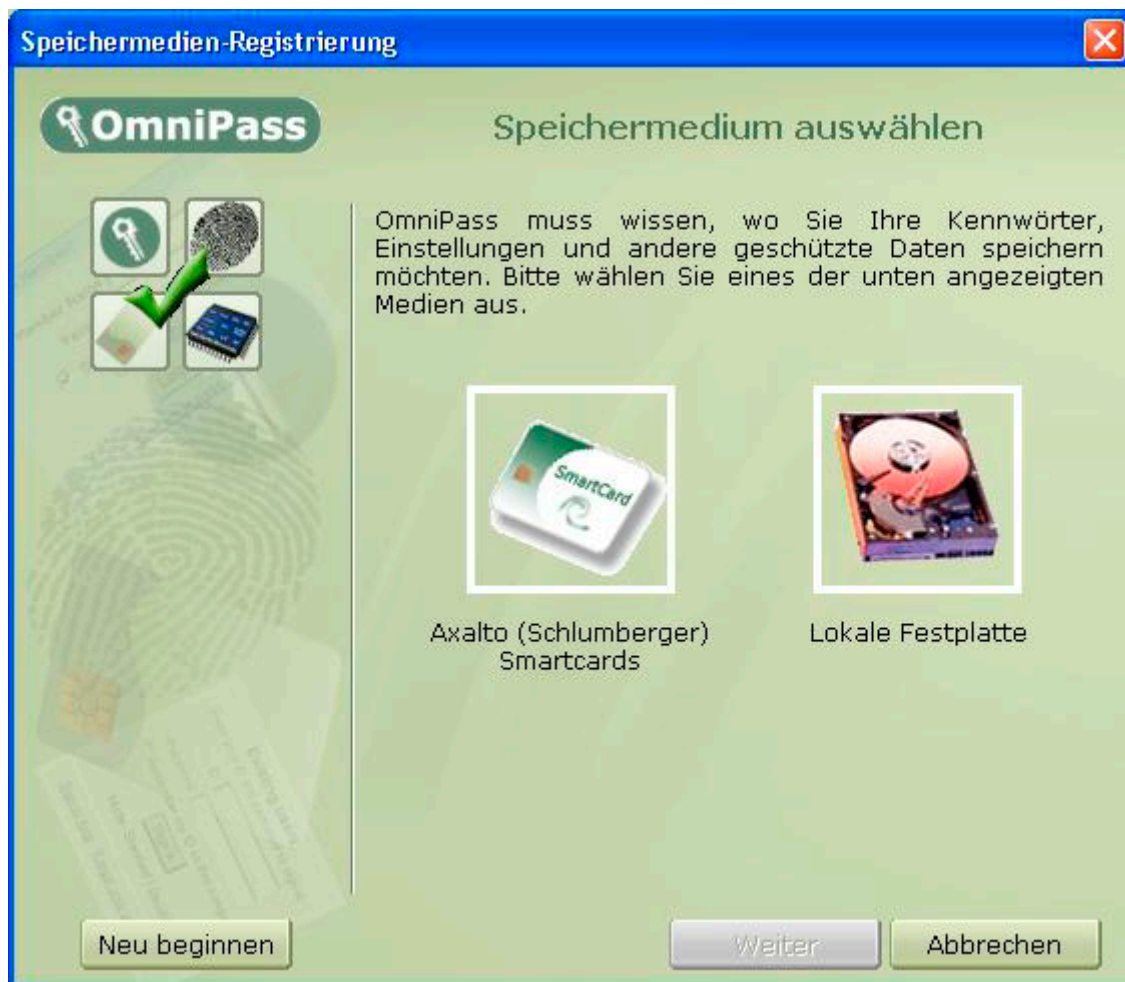 Speichermedien-Registrierung
OmniPass
Speichermedium auswählen
OmniPass muss wissen, wo Sie Ihre Kennwörter,
Einstellungen und andere geschützte Daten speichern
möchten. Bitte wählen Sie eines der unten angezeigten
Medien aus.
SmartCard
Axalto (Schlumberger)
Smartcards
Lokale Festplatte
Neu beginnen
Weiter
Abbrechen